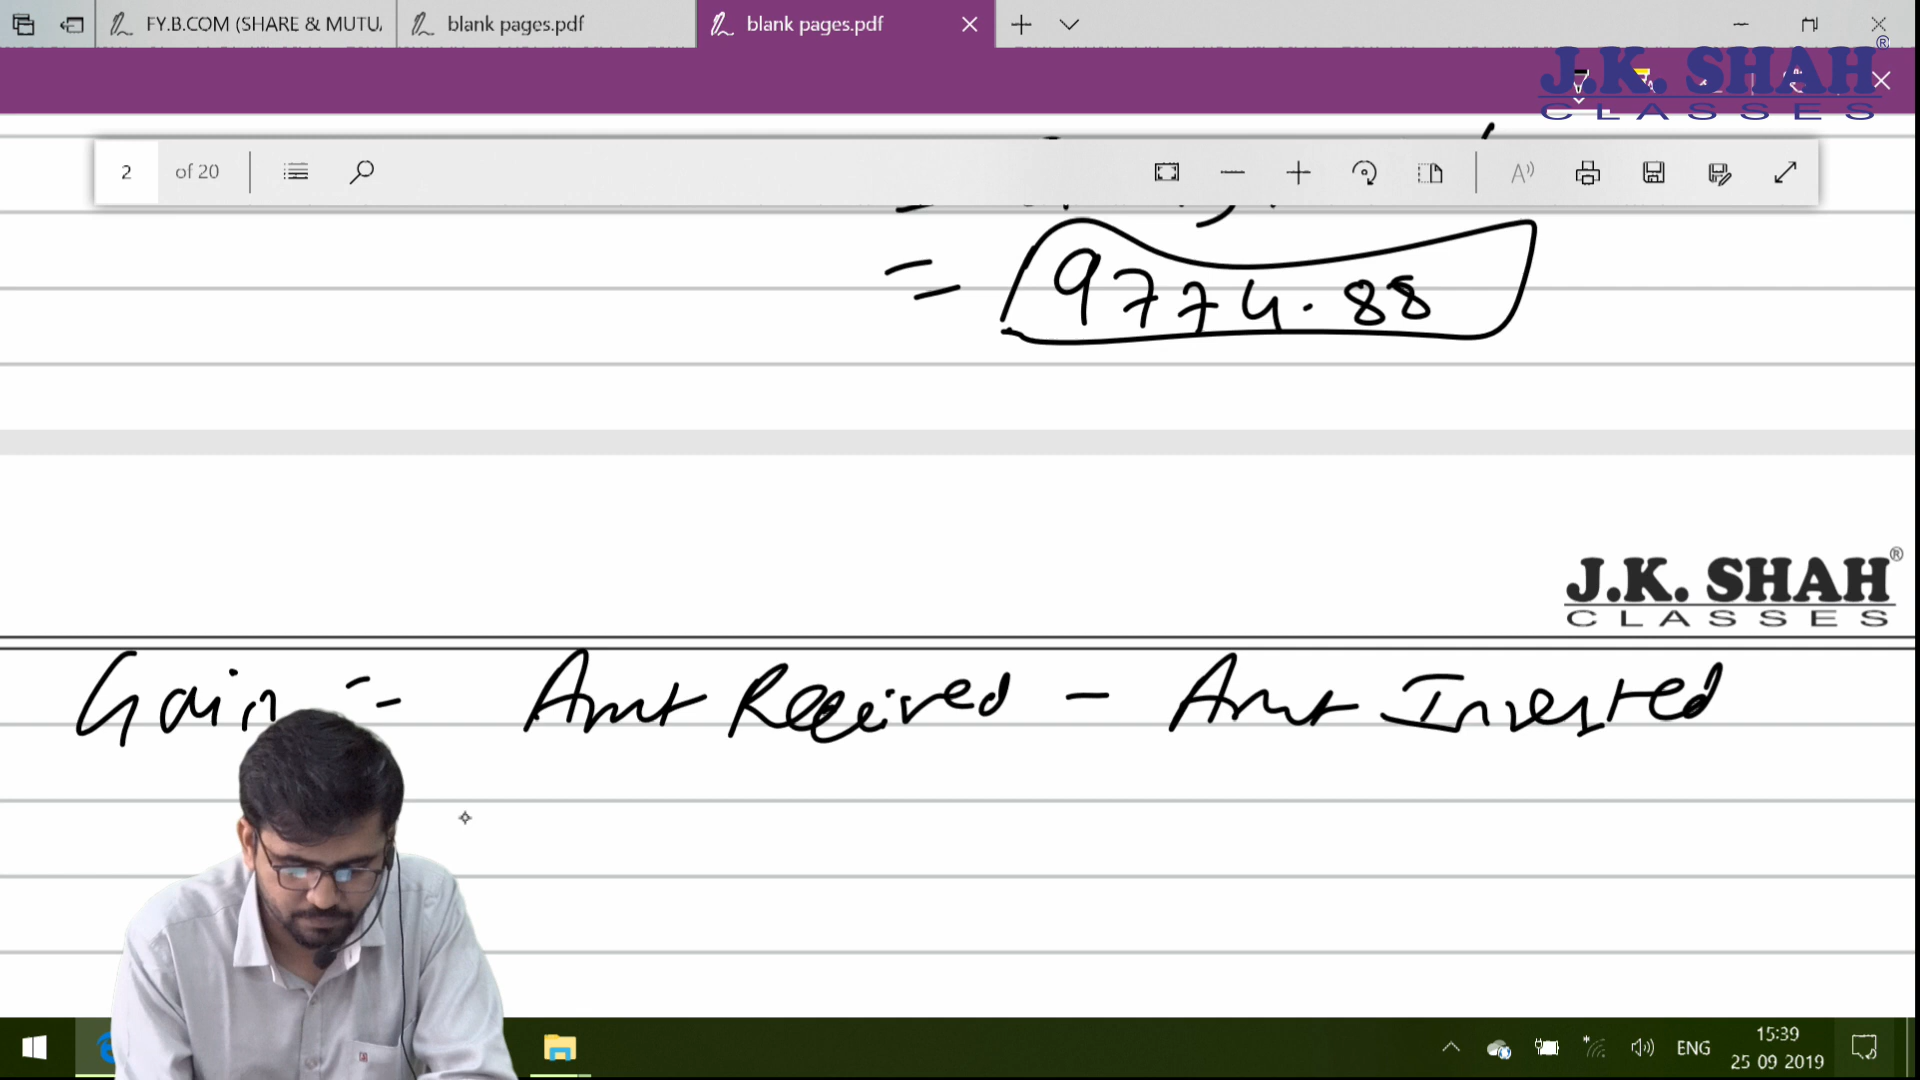 FY.B.COM (SHARE & MUTU
blank pages.pdf
blank pages.pdf
J.K. SHAH®
CLASSES
2 of 20
= 9774.88
J.K. SHAH®
CLASSES
Gain :- Amt Received - Amt Invested
ENG
15:39
25 09 2019